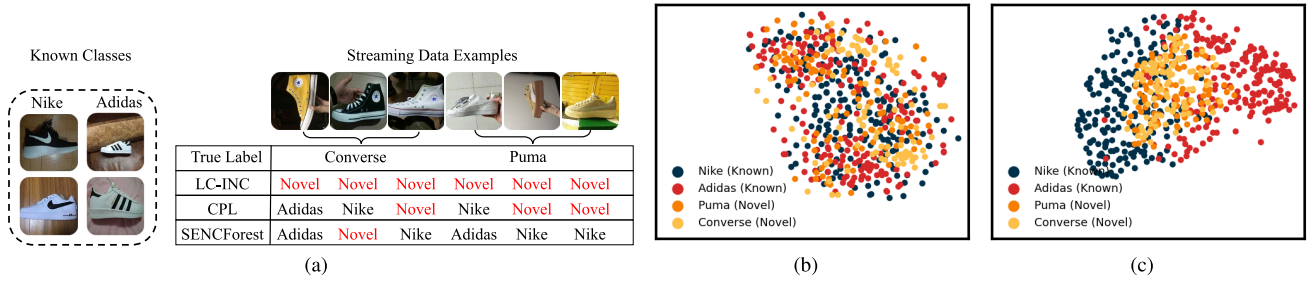 Known Classes
Nike Adidas
Streaming Data Examples
True Label Converse Puma
LC-INC Novel Novel Novel Novel Novel Novel
CPL Adidas Nike Novel Nike Novel Novel
SENCForest Adidas Novel Nike Adidas Nike Nike
(a)
Nike (Known)
Adidas (Known)
Puma (Novel)
Converse (Novel)
(b)
Nike (Known)
Adidas (Known)
Puma (Novel)
Converse (Novel)
(c)